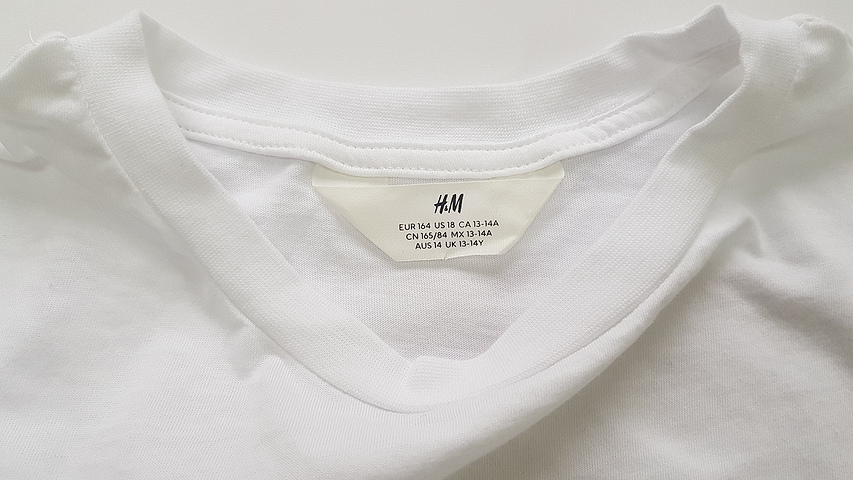 H&M
EUR 164 US 18 CA 13-14A
CN 165/84 MX 13-14A
AUS 14 UK 13-14Y